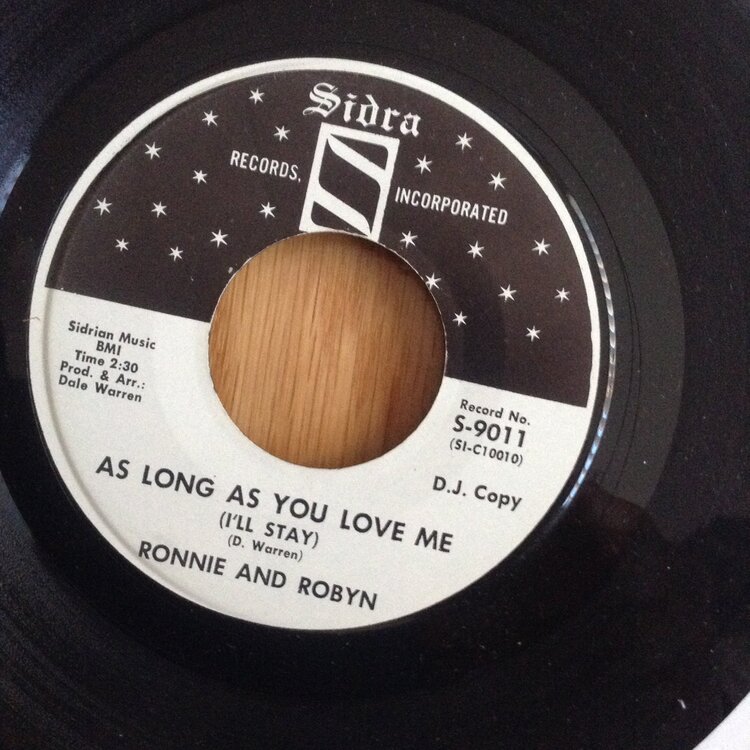 Sidra
RECORDS, INCORPORATED
S
Sidrian Music
BMI
Time 2:30
Prod. & Arr.:
Dale Warren
Record No.
S-9011
(SI-C10010)
D.J. Copy
AS LONG AS YOU LOVE ME
(I'LL STAY)
(D. Warren)
RONNIE AND ROBYN